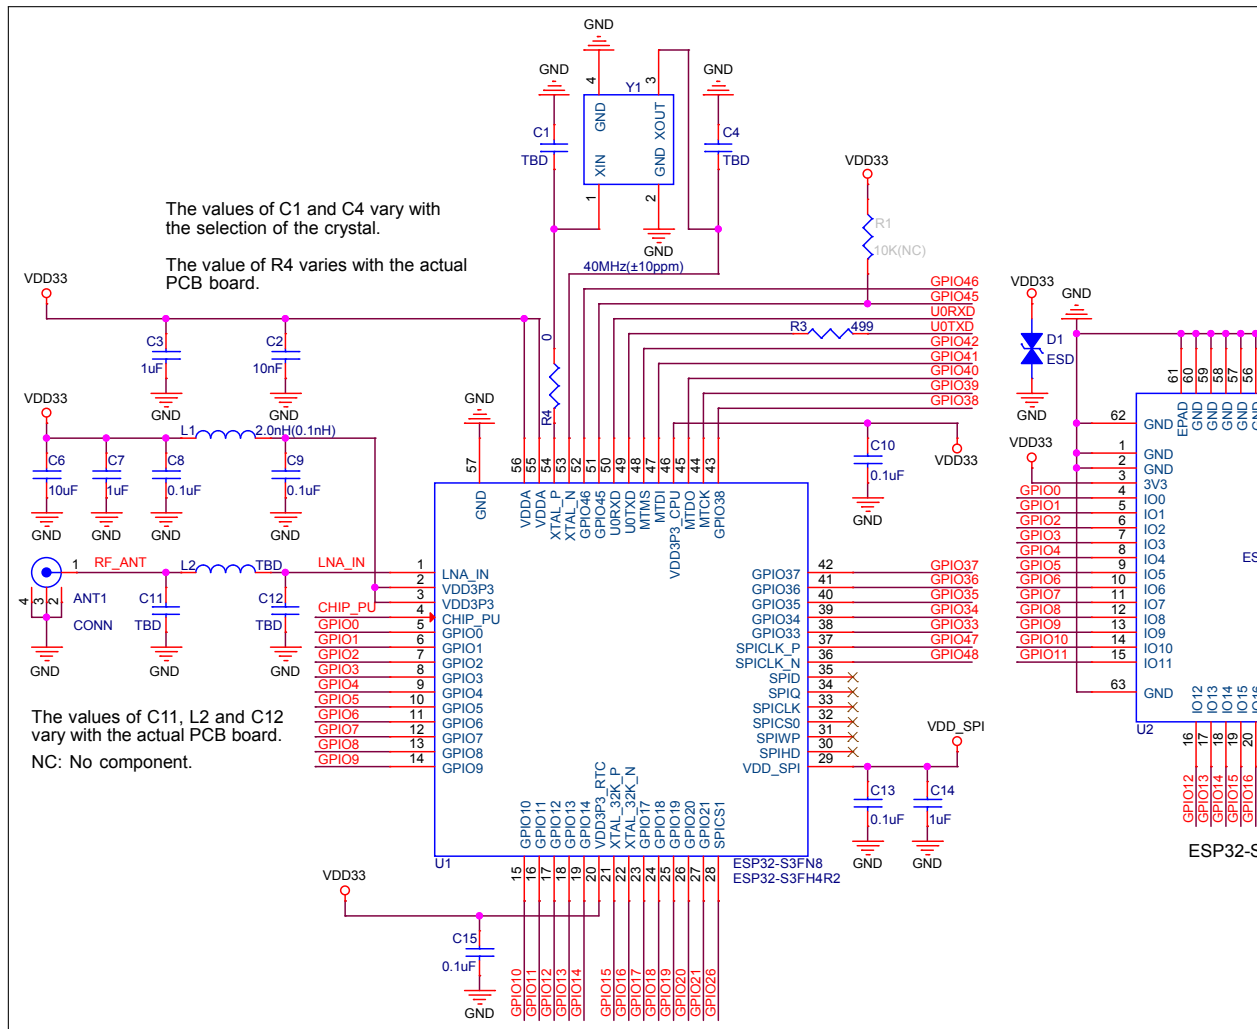 GND
4
3
Y1
GND
GND
GND
XOUT
C1
TBD
C4
TBD
XIN
GND
1
2
GND
VDD33
R1
10K(NC)
The values of C1 and C4 vary with
the selection of the crystal.
The value of R4 varies with the actual
PCB board.
40MHz(±10ppm)
VDD33
GPIO46
GPIO45
U0RXD
U0TXD
GPIO42
GPIO41
GPIO40
GPIO39
GPIO38
R3
499
C3
1uF
C2
10nF
0
R4
GND
GND
VDD33
L1
2.0nH(0.1nH)
C6
10uF
C7
1uF
C8
0.1uF
C9
0.1uF
GND
GND
GND
GND
GND
57
56
55
54
53
52
51
50
49
48
47
46
45
44
43
GND
VDDA
VDDA
XTAL_P
XTAL_N
GPIO46
GPIO45
U0RXD
U0TXD
MTMS
MTDI
VDD3P3_CPU
MTDO
MTCK
GPIO38
C10
0.1uF
VDD33
GND
1
RF_ANT
L2
TBD
LNA_IN
4
3
2
ANT1
CONN
GND
C11
TBD
C12
TBD
GND
GND
CHIP_PU
GPIO0
GPIO1
GPIO2
GPIO3
GPIO4
GPIO5
GPIO6
GPIO7
GPIO8
GPIO9
1
2
3
4
5
6
7
8
9
10
11
12
13
14
LNA_IN
VDD3P3
VDD3P3
CHIP_PU
GPIO0
GPIO1
GPIO2
GPIO3
GPIO4
GPIO5
GPIO6
GPIO7
GPIO8
GPIO9
GPIO37
GPIO36
GPIO35
GPIO34
GPIO33
SPICLK_P
SPICLK_N
SPID
SPIQ
SPICLK
SPICS0
SPIWP
SPIHD
VDD_SPI
42
41
40
39
38
37
36
35
34
33
32
31
30
29
GPIO37
GPIO36
GPIO35
GPIO34
GPIO33
GPIO47
GPIO48
VDD_SPI
C13
0.1uF
C14
1uF
GND
GND
The values of C11, L2 and C12
vary with the actual PCB board.
NC: No component.
GPIO10
GPIO11
GPIO12
GPIO13
GPIO14
VDD3P3_RTC
XTAL_32K_P
XTAL_32K_N
GPIO17
GPIO18
GPIO19
GPIO20
GPIO21
SPICS1
U1
ESP32-S3FN8
ESP32-S3FH4R2
15
16
17
18
19
20
21
22
23
24
25
26
27
28
VDD33
C15
0.1uF
GND
GPIO10
GPIO11
GPIO12
GPIO13
GPIO14
GPIO15
GPIO16
GPIO17
GPIO18
GPIO19
GPIO20
GPIO21
GPIO26
VDD33
GND
D1
ESD
GND
61
60
59
58
57
56
EPAD
GND
GND
GND
GND
GND
VDD33
62
GND
1
GND
2
GND
3
3V3
GPIO0
4
IO0
GPIO1
5
IO1
GPIO2
6
IO2
GPIO3
7
IO3
GPIO4
8
IO4
GPIO5
9
IO5
GPIO6
10
IO6
GPIO7
11
IO7
GPIO8
12
IO8
GPIO9
13
IO9
GPIO10
14
IO10
GPIO11
15
IO11
63
GND
ES
IO12
IO13
IO14
IO15
IO16
U2
16
17
18
19
20
GPIO12
GPIO13
GPIO14
GPIO15
GPIO16
ESP32-S